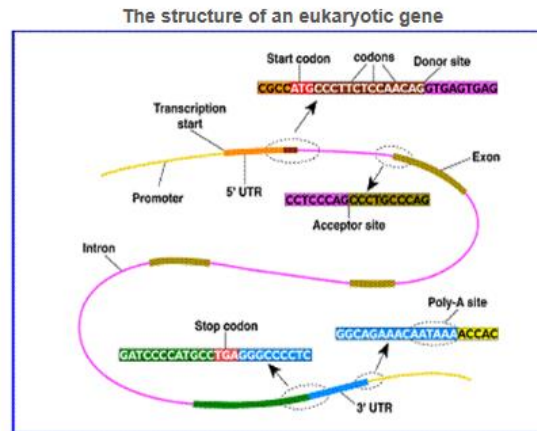 The structure of an eukaryotic gene
Start codon
codons
Donor site
CGCCATGCCCTTCTCCAACAGGTGAGTGAG
Transcription
start
Exon
Promoter
5' UTR
CCTCCCAGCCCTGCCCAG
Acceptor site
Intron
Poly-A site
Stop codon
GGCAGAAACAATAAAACCAC
GATCCCCATGCCTGAGGGCCCCTC
3' UTR